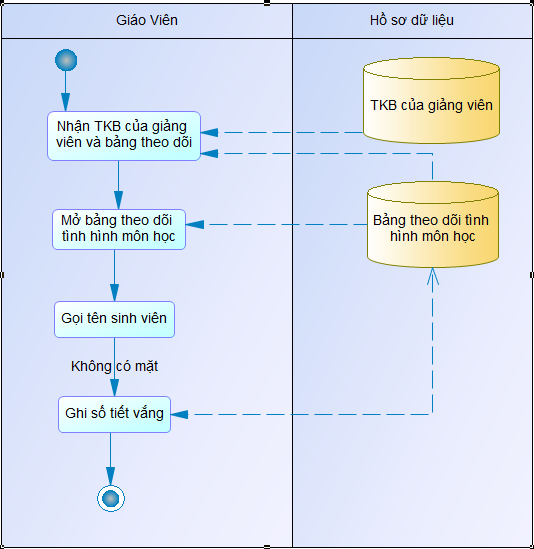 Giáo Viên
Hồ sơ dữ liệu
TKB của giảng viên
Nhận TKB của giảng
viên và bảng theo dõi
Mở bảng theo dõi
tình hình môn học
Bảng theo dõi tình
hình môn học
Gọi tên sinh viên
Không có mặt
Ghi số tiết vắng